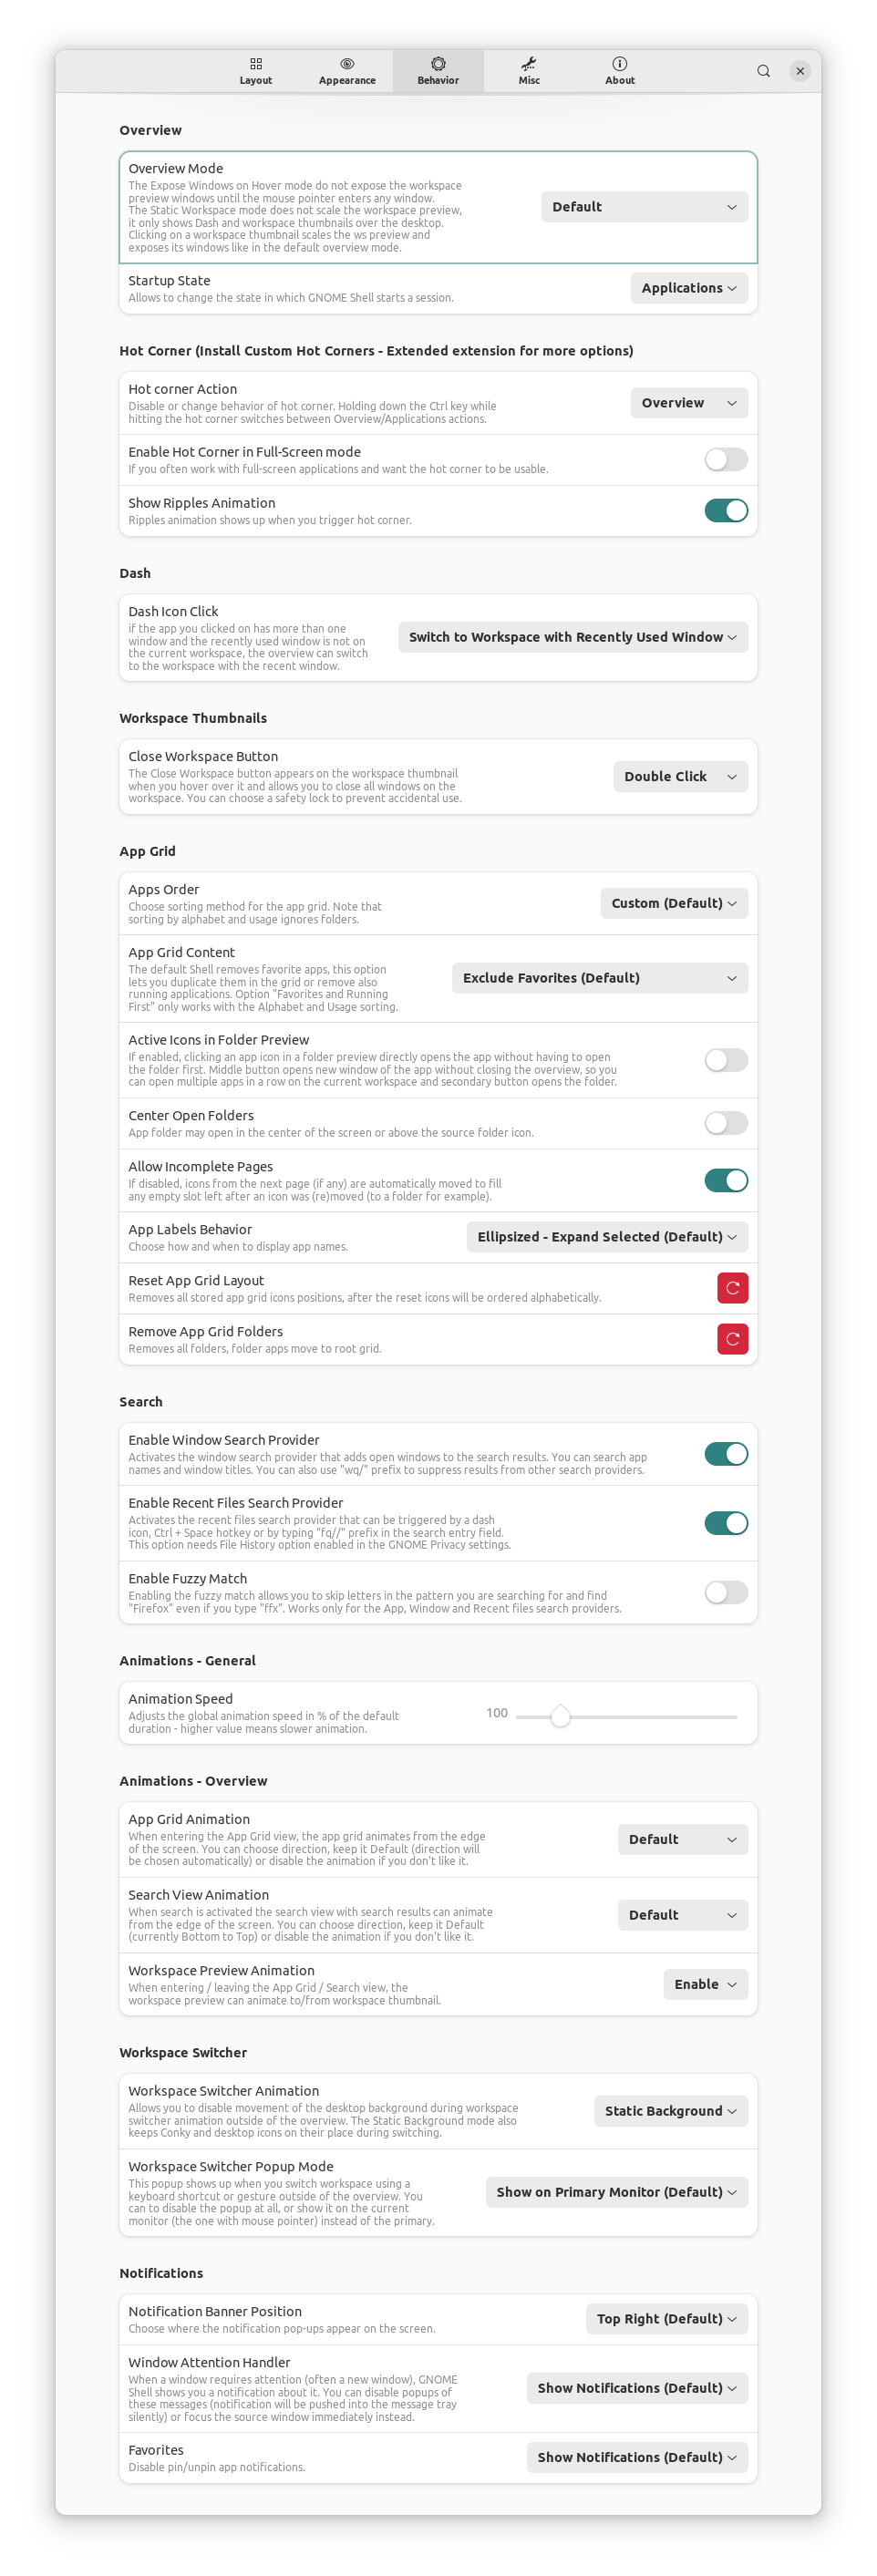 Layout
Appearance
Behavior
Misc
About
Overview
Overview Mode
The Expose Windows on Hover mode do not expose the workspace
preview windows until the mouse pointer enters any window.
The Static Workspace mode does not scale the workspace preview,
it only shows Dash and workspace thumbnails over the desktop.
Clicking on a workspace thumbnail scales the ws preview and
exposes its windows like in the default overview mode.
Default
Startup State
Allows to change the state in which GNOME Shell starts a session.
Applications
Hot Corner (Install Custom Hot Corners - Extended extension for more options)
Hot corner Action
Disable or change behavior of hot corner. Holding down the Ctrl key while
hitting the hot corner switches between Overview/Applications actions.
Overview
Enable Hot Corner in Full-Screen mode
If you often work with full-screen applications and want the hot corner to be usable.
Show Ripples Animation
Ripples animation shows up when you trigger hot corner.
Dash
Dash Icon Click
if the app you clicked on has more than one
window and the recently used window is not on
the current workspace, the overview can switch
to the workspace with the recent window.
Switch to Workspace with Recently Used Window
Workspace Thumbnails
Close Workspace Button
The Close Workspace button appears on the workspace thumbnail
when you hover over it and allows you to close all windows on the
workspace. You can choose a safety lock to prevent accidental use.
Double Click
App Grid
Apps Order
Choose sorting method for the app grid. Note that
sorting by alphabet and usage ignores folders.
Custom (Default)
App Grid Content
The default Shell removes favorite apps, this option
lets you duplicate them in the grid or remove also
running applications. Option "Favorites and Running
First" only works with the Alphabet and Usage sorting.
Exclude Favorites (Default)
Active Icons in Folder Preview
If enabled, clicking an app icon in a folder preview directly opens the app without having to open
the folder first. Middle button opens new window of the app without closing the overview, so you
can open multiple apps in a row on the current workspace and secondary button opens the folder.
Center Open Folders
App folder may open in the center of the screen or above the source folder icon.
Allow Incomplete Pages
If disabled, icons from the next page (if any) are automatically moved to fill
any empty slot left after an icon was (re)moved (to a folder for example).
App Labels Behavior
Choose how and when to display app names.
Ellipsized - Expand Selected (Default)
Reset App Grid Layout
Removes all stored app grid icons positions, after the reset icons will be ordered alphabetically.
Remove App Grid Folders
Removes all folders, folder apps move to root grid.
Search
Enable Window Search Provider
Activates the window search provider that adds open windows to the search results. You can search app
names and window titles. You can also use "wq/" prefix to suppress results from other search providers.
Enable Recent Files Search Provider
Activates the recent files search provider that can be triggered by a dash
icon, Ctrl + Space hotkey or by typing "fq//" prefix in the search entry field.
This option needs File History option enabled in the GNOME Privacy settings.
Enable Fuzzy Match
Enabling the fuzzy match allows you to skip letters in the pattern you are searching for and find
"Firefox" even if you type "ffx". Works only for the App, Window and Recent files search providers.
Animations - General
Animation Speed
Adjusts the global animation speed in % of the default
duration - higher value means slower animation.
100
Animations - Overview
App Grid Animation
When entering the App Grid view, the app grid animates from the edge
of the screen. You can choose direction, keep it Default (direction will
be chosen automatically) or disable the animation if you don't like it.
Default
Search View Animation
When search is activated the search view with search results can animate
from the edge of the screen. You can choose direction, keep it Default
(currently Bottom to Top) or disable the animation if you don't like it.
Default
Workspace Preview Animation
When entering / leaving the App Grid / Search view, the
workspace preview can animate to/from workspace thumbnail.
Enable
Workspace Switcher
Workspace Switcher Animation
Allows you to disable movement of the desktop background during workspace
switcher animation outside of the overview. The Static Background mode also
keeps Conky and desktop icons on their place during switching.
Static Background
Workspace Switcher Popup Mode
This popup shows up when you switch workspace using a
keyboard shortcut or gesture outside of the overview. You
can to disable the popup at all, or show it on the current
monitor (the one with mouse pointer) instead of the primary.
Show on Primary Monitor (Default)
Notifications
Notification Banner Position
Choose where the notification pop-ups appear on the screen.
Top Right (Default)
Window Attention Handler
When a window requires attention (often a new window), GNOME
Shell shows you a notification about it. You can disable popups of
these messages (notification will be pushed into the message tray
silently) or focus the source window immediately instead.
Show Notifications (Default)
Favorites
Disable pin/unpin app notifications.
Show Notifications (Default)